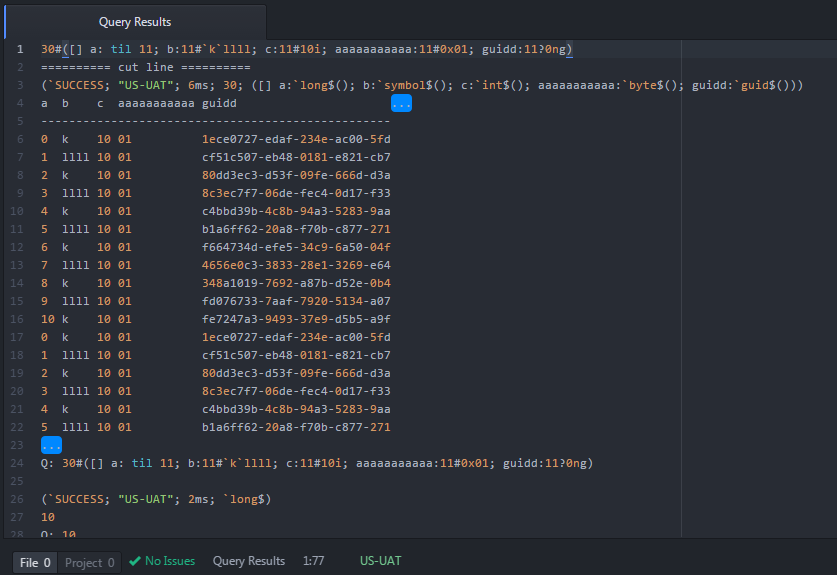 Query Results
1 30#([] a: til 11; b:11#`k`llll; c:11#10i; aaaaaaaaaaa:11#0x01; guidd:11?0ng)
2 ========== cut line ==========
3 (`SUCCESS; "US-UAT"; 6ms; 30; ([] a:`long$(); b:`symbol$(); c:`int$(); aaaaaaaaaaa:`byte$(); guidd:`guid$()))
4 a b c aaaaaaaaaaa guidd ...
5 --------------------------------------------------
6 0 k 10 01 1ece0727-edaf-234e-ac00-5fd
7 1 llll 10 01 cf51c507-eb48-0181-e821-cb7
8 2 k 10 01 80dd3ec3-d53f-09fe-666d-d3a
9 3 llll 10 01 8c3ec7f7-06de-fec4-0d17-f33
10 4 k 10 01 c4bbd39b-4c8b-94a3-5283-9aa
11 5 llll 10 01 b1a6ff62-20a8-f70b-c877-271
12 6 k 10 01 f664734d-efe5-34c9-6a50-04f
13 7 llll 10 01 4656e0c3-3833-28e1-3269-e64
14 8 k 10 01 348a1019-7692-a87b-d52e-0b4
15 9 llll 10 01 fd076733-7aaf-7920-5134-a07
16 10 k 10 01 fe7247a3-9493-37e9-d5b5-a9f
17 0 k 10 01 1ece0727-edaf-234e-ac00-5fd
18 1 llll 10 01 cf51c507-eb48-0181-e821-cb7
19 2 k 10 01 80dd3ec3-d53f-09fe-666d-d3a
20 3 llll 10 01 8c3ec7f7-06de-fec4-0d17-f33
21 4 k 10 01 c4bbd39b-4c8b-94a3-5283-9aa
22 5 llll 10 01 b1a6ff62-20a8-f70b-c877-271
23 ...
24 Q: 30#([] a: til 11; b:11#`k`llll; c:11#10i; aaaaaaaaaaa:11#0x01; guidd:11?0ng)
25
26 (`SUCCESS; "US-UAT"; 2ms; `long$)
27 10
28 Q: 10
File 0 Project 0 No Issues Query Results 1:77 US-UAT